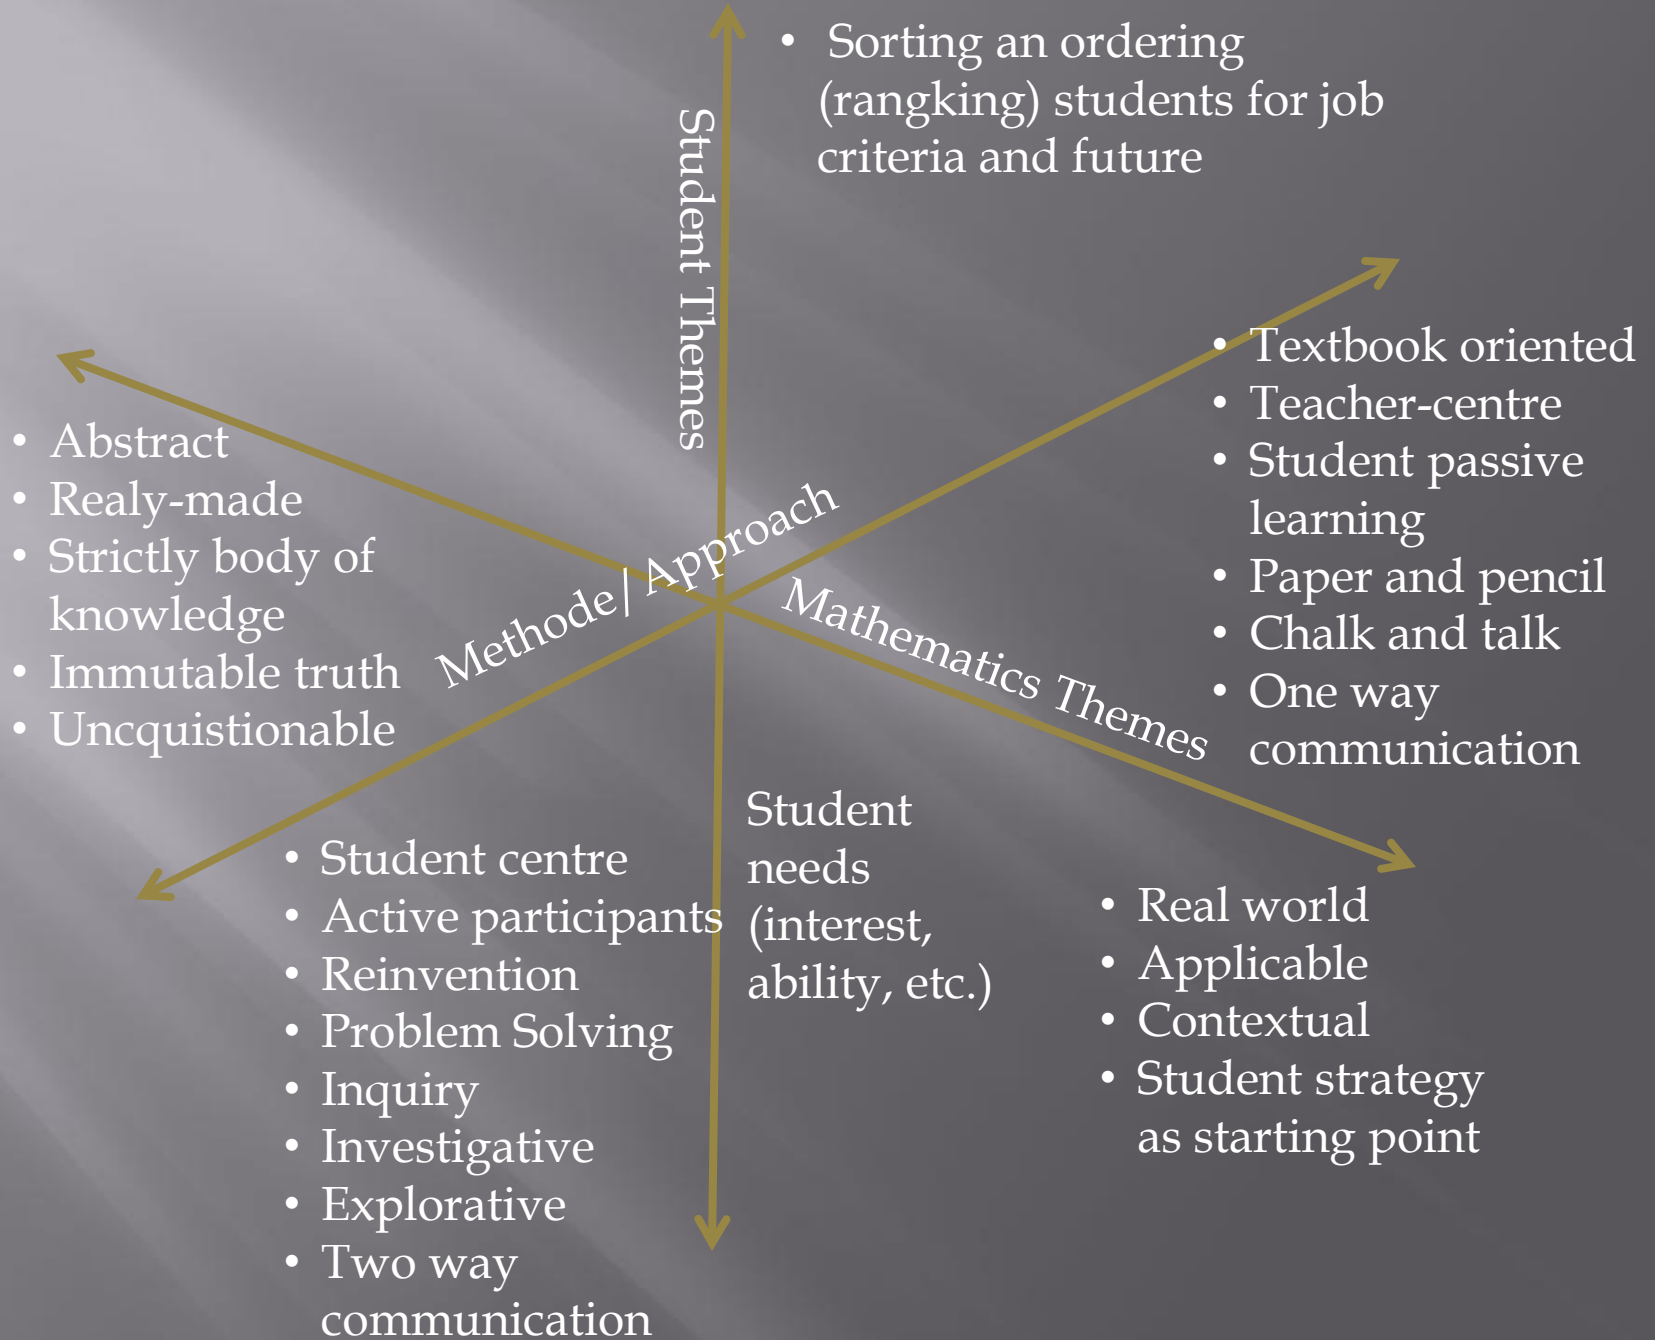 • Sorting an ordering
(rangking) students for job
criteria and future
Student Themes
• Abstract
• Realy-made
• Strictly body of
knowledge
• Immutable truth
• Uncquistionable
Methode/Approach
Mathematics Themes
• Textbook oriented
• Teacher-centre
• Student passive
learning
• Paper and pencil
• Chalk and talk
• One way
communication
• Student centre
• Active participants
• Reinvention
• Problem Solving
• Inquiry
• Investigative
• Explorative
• Two way
communication
Student
needs
(interest,
ability, etc.)
• Real world
• Applicable
• Contextual
• Student strategy
as starting point